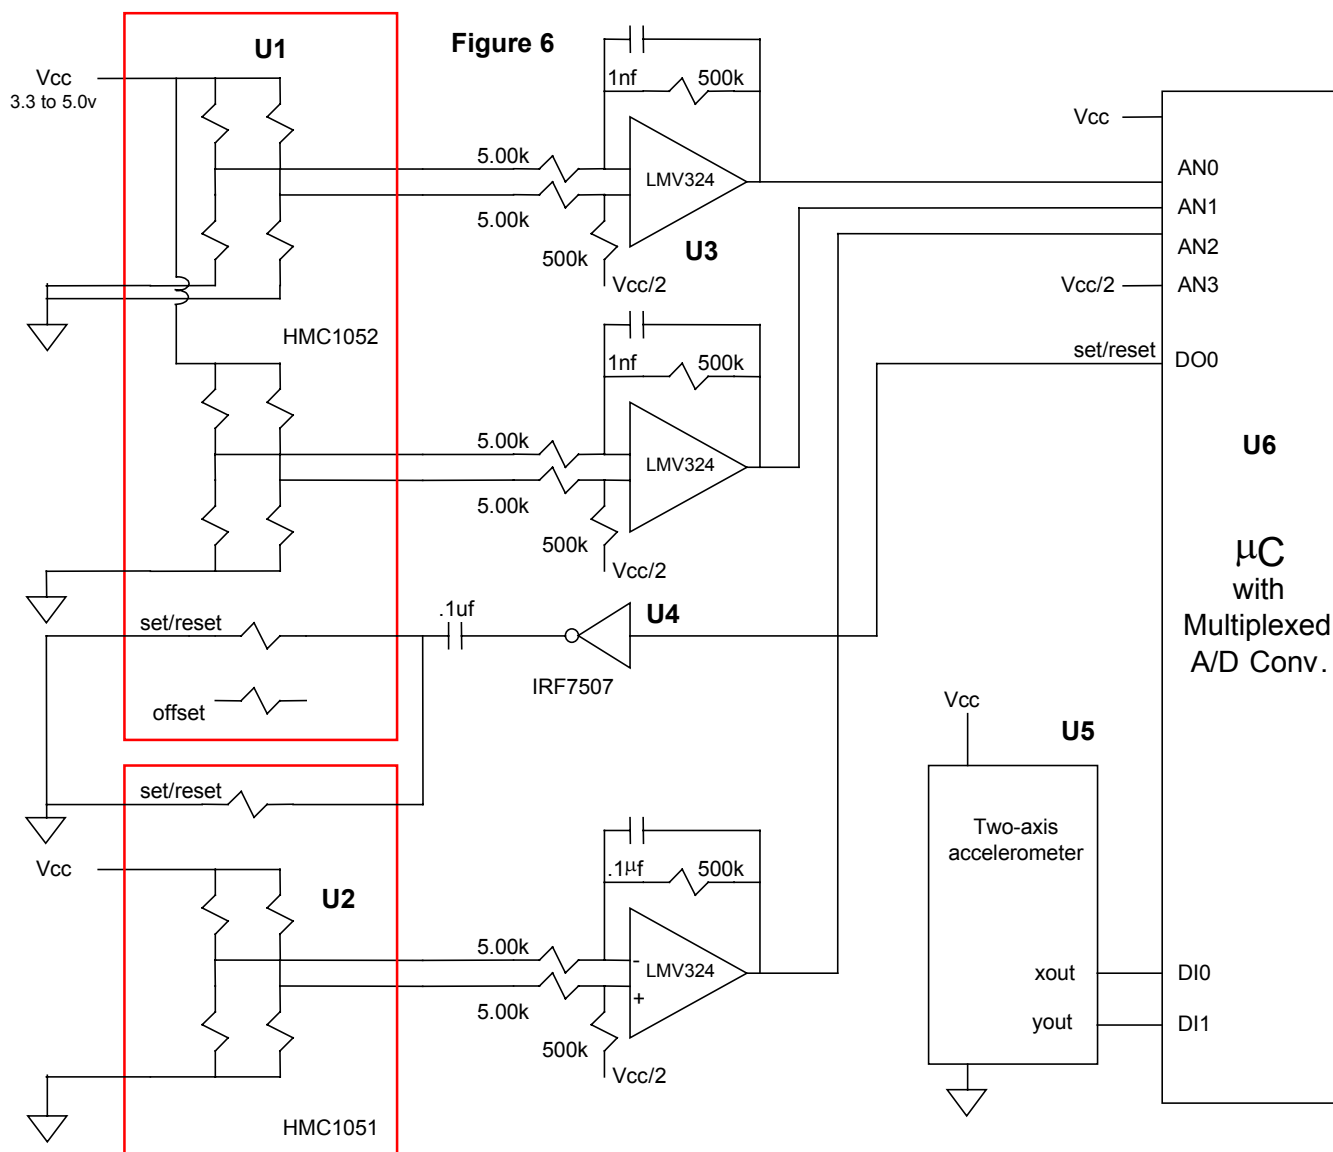 Figure 6
U1
Vcc
3.3 to 5.0v
HMC1052
1nf
500k
5.00k
5.00k
LMV324
500k
Vcc/2
U3
1nf
500k
5.00k
5.00k
LMV324
500k
Vcc/2
set/reset
offset
.1uf
U4
IRF7507
set/reset
Vcc
U2
HMC1051
.1µf
500k
5.00k
5.00k
-
+
LMV324
500k
Vcc/2
Vcc
AN0
AN1
AN2
Vcc/2
AN3
set/reset
DO0
U6
µC
with
Multiplexed
A/D Conv.
Vcc
U5
Two-axis
accelerometer
xout
DI0
yout
DI1